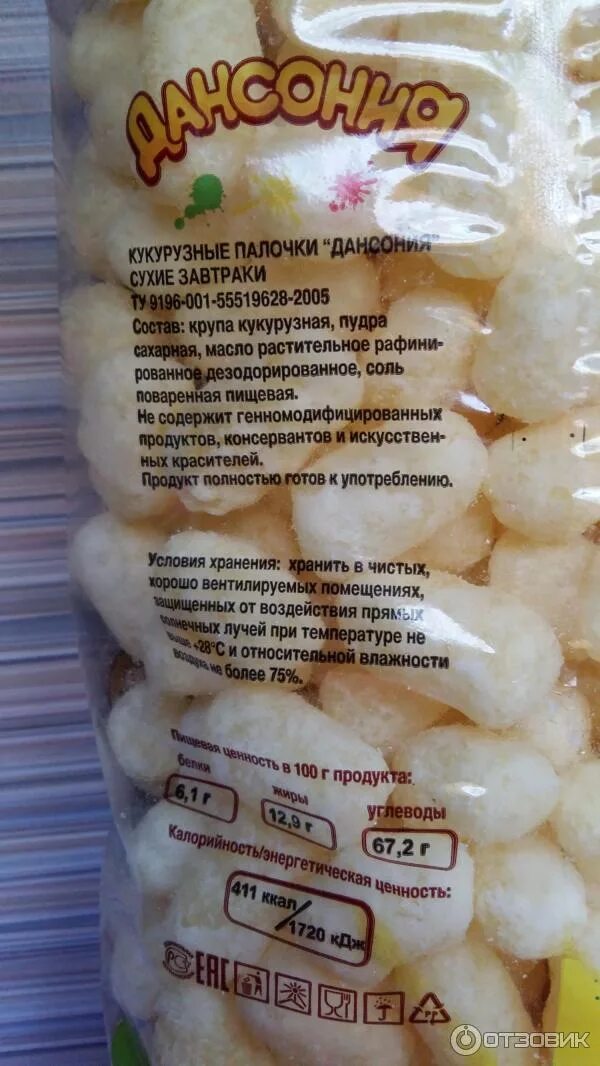 Дансония
КУКУРУЗНЫЕ ПАЛОЧКИ "ДАНСОНИЯ"
СУХИЕ ЗАВТРАКИ
ТУ 9196-001-55519628-2005
Состав: крупа кукурузная, пудра
сахарная, масло растительное рафини-
рованное дезодорированное, соль
поваренная пищевая.
Не содержит генномодифицированных
продуктов, консервантов и искусствен-
ных красителей.
Продукт полностью готов к употреблению.
Условия хранения: хранить в чистых,
хорошо вентилируемых помещениях,
защищенных от воздействия прямых
солнечных лучей при температуре не
выше +28°С и относительной влажности
воздуха не более 75%.
Пищевая ценность в 100 г продукта:
белки жиры углеводы
6,1 г 12,9 г 67,2 г
Калорийность/энергетическая ценность:
411 ккал/1720 кДж
РСТ EAC PP
ОТЗОВИК